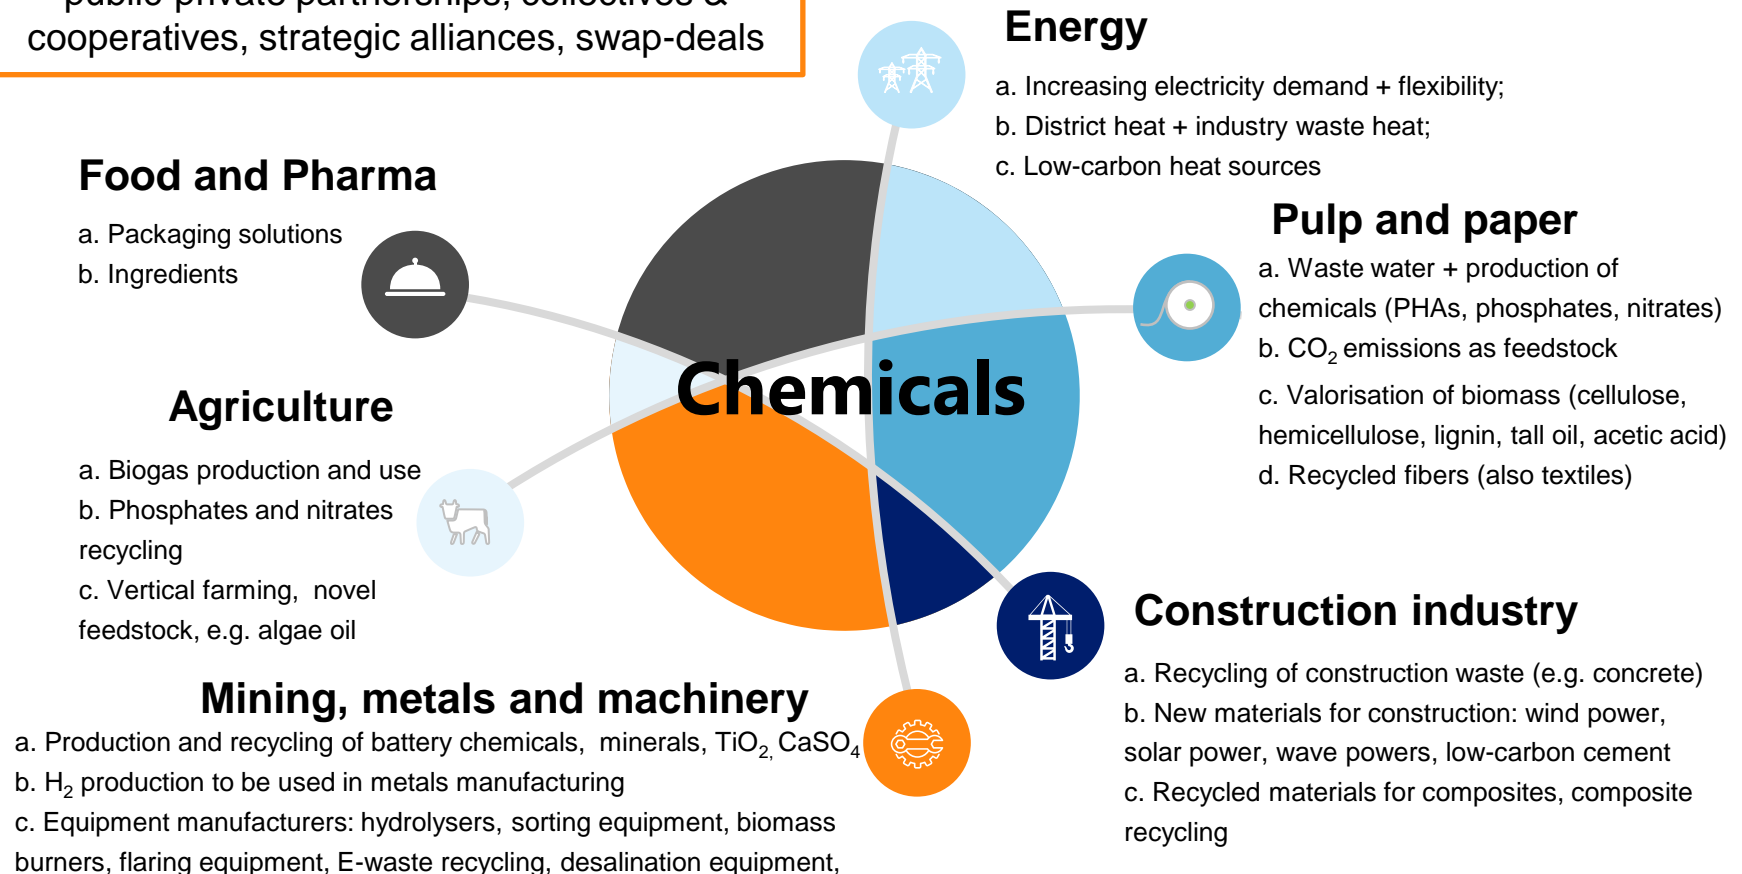 public-private partnerships, collectives &
cooperatives, strategic alliances, swap-deals
Energy
a. Increasing electricity demand + flexibility;
b. District heat + industry waste heat;
c. Low-carbon heat sources
Food and Pharma
a. Packaging solutions
b. Ingredients
Pulp and paper
a. Waste water + production of
chemicals (PHAs, phosphates, nitrates)
b. CO₂ emissions as feedstock
c. Valorisation of biomass (cellulose,
hemicellulose, lignin, tall oil, acetic acid)
d. Recycled fibers (also textiles)
Chemicals
Agriculture
a. Biogas production and use
b. Phosphates and nitrates
recycling
c. Vertical farming,  novel
feedstock, e.g. algae oil
Construction industry
a. Recycling of construction waste (e.g. concrete)
b. New materials for construction: wind power,
solar power, wave powers, low-carbon cement
c. Recycled materials for composites, composite
recycling
Mining, metals and machinery
a. Production and recycling of battery chemicals,  minerals, TiO₂, CaSO₄
b. H₂ production to be used in metals manufacturing
c. Equipment manufacturers: hydrolysers, sorting equipment, biomass
burners, flaring equipment, E-waste recycling, desalination equipment,